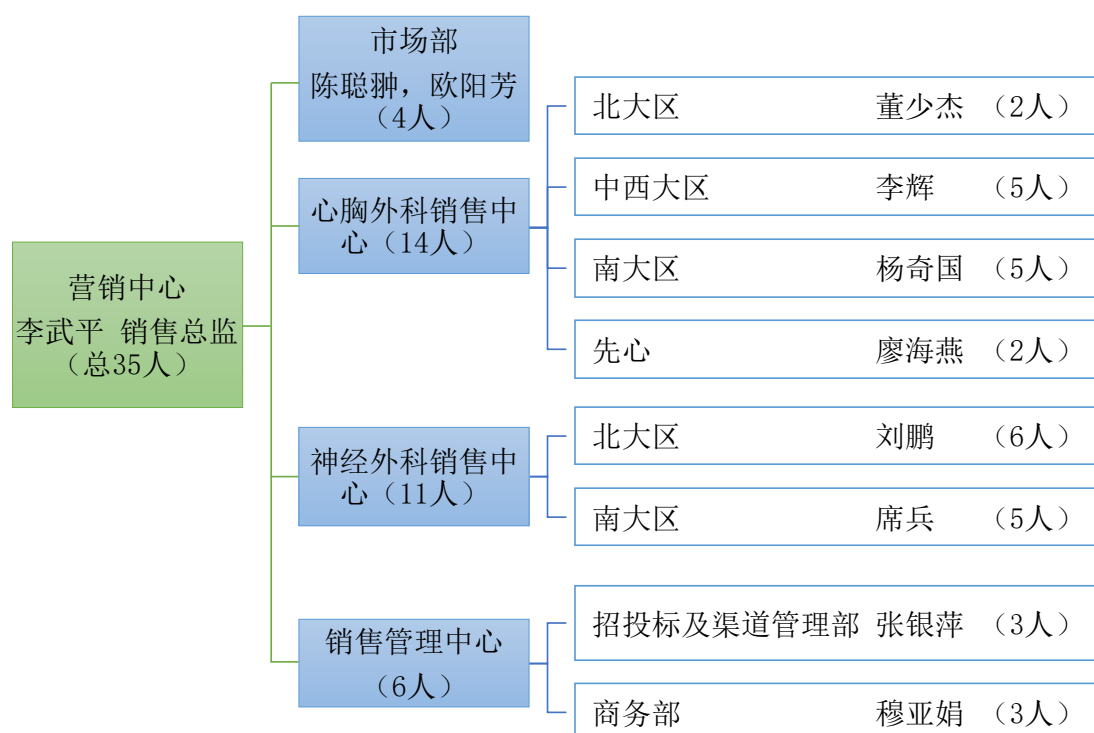 营销中心
李武平 销售总监
（总35人）
市场部
陈聪翀，欧阳芳
（4人）
心胸外科销售中
心（14人）
北大区 董少杰 （2人）
中西大区 李辉 （5人）
南大区 杨奇国 （5人）
先心 廖海燕 （2人）
神经外科销售中
心（11人）
北大区 刘鹏 （6人）
南大区 席兵 （5人）
销售管理中心
（6人）
招投标及渠道管理部 张银萍 （3人）
商务部 穆亚娟 （3人）